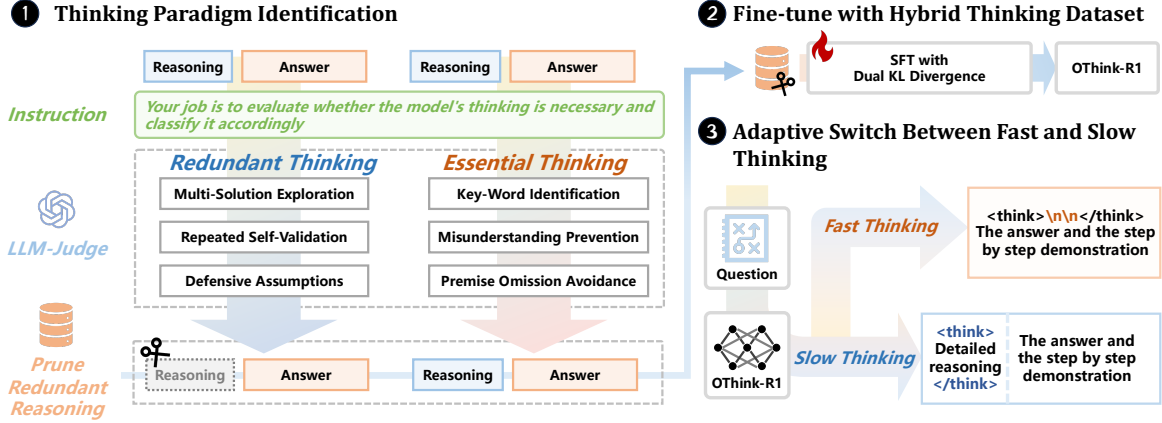 1 Thinking Paradigm Identification
Reasoning Answer Reasoning Answer
Instruction
Your job is to evaluate whether the model's thinking is necessary and
classify it accordingly
Redundant Thinking Essential Thinking
Multi-Solution Exploration Key-Word Identification
LLM-Judge
Repeated Self-Validation Misunderstanding Prevention
Defensive Assumptions Premise Omission Avoidance
Prune
Redundant
Reasoning
Reasoning Answer Reasoning Answer
2 Fine-tune with Hybrid Thinking Dataset
SFT with
Dual KL Divergence
OThink-R1
3 Adaptive Switch Between Fast and Slow
Thinking
Question
OThink-R1
Fast Thinking
<think>\n\n</think>
The answer and the step
by step demonstration
Slow Thinking
<think>
Detailed
reasoning
</think>
The answer and
the step by step
demonstration